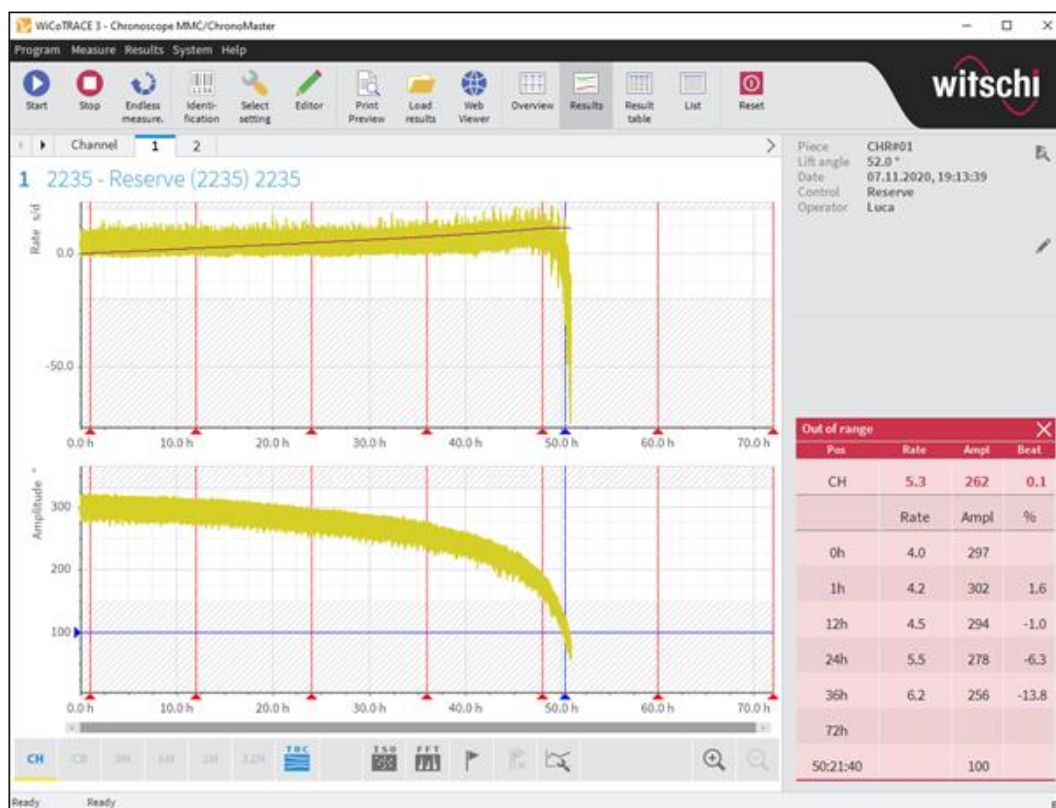 WiCoTRACE 3 - Chronoscope MMC/ChronoMaster
Program Measure Results System Help
Start Stop Endless measure. Identi- fication Select setting Editor Print Preview Load results Web Viewer Overview Results Result table List Reset
witschi
Channel 1 2
1 2235 - Reserve (2235) 2235
Piece CHR#01
Lift angle 52.0 °
Date 07.11.2020, 19:13:39
Control Reserve
Operator Luca
Rate s/d
0.0
-50.0
0.0 h 10.0 h 20.0 h 30.0 h 40.0 h 50.0 h 60.0 h 70.0 h
Amplitude °
300
200
100
0.0 h 10.0 h 20.0 h 30.0 h 40.0 h 50.0 h 60.0 h 70.0 h
Out of range
Pos Rate Ampl Beat
CH 5.3 262 0.1
Rate Ampl %
0h 4.0 297
1h 4.2 302 1.6
12h 4.5 294 -1.0
24h 5.5 278 -6.3
36h 6.2 256 -13.8
72h
50:21:40 100
CH TRC ISO FFT
Ready Ready